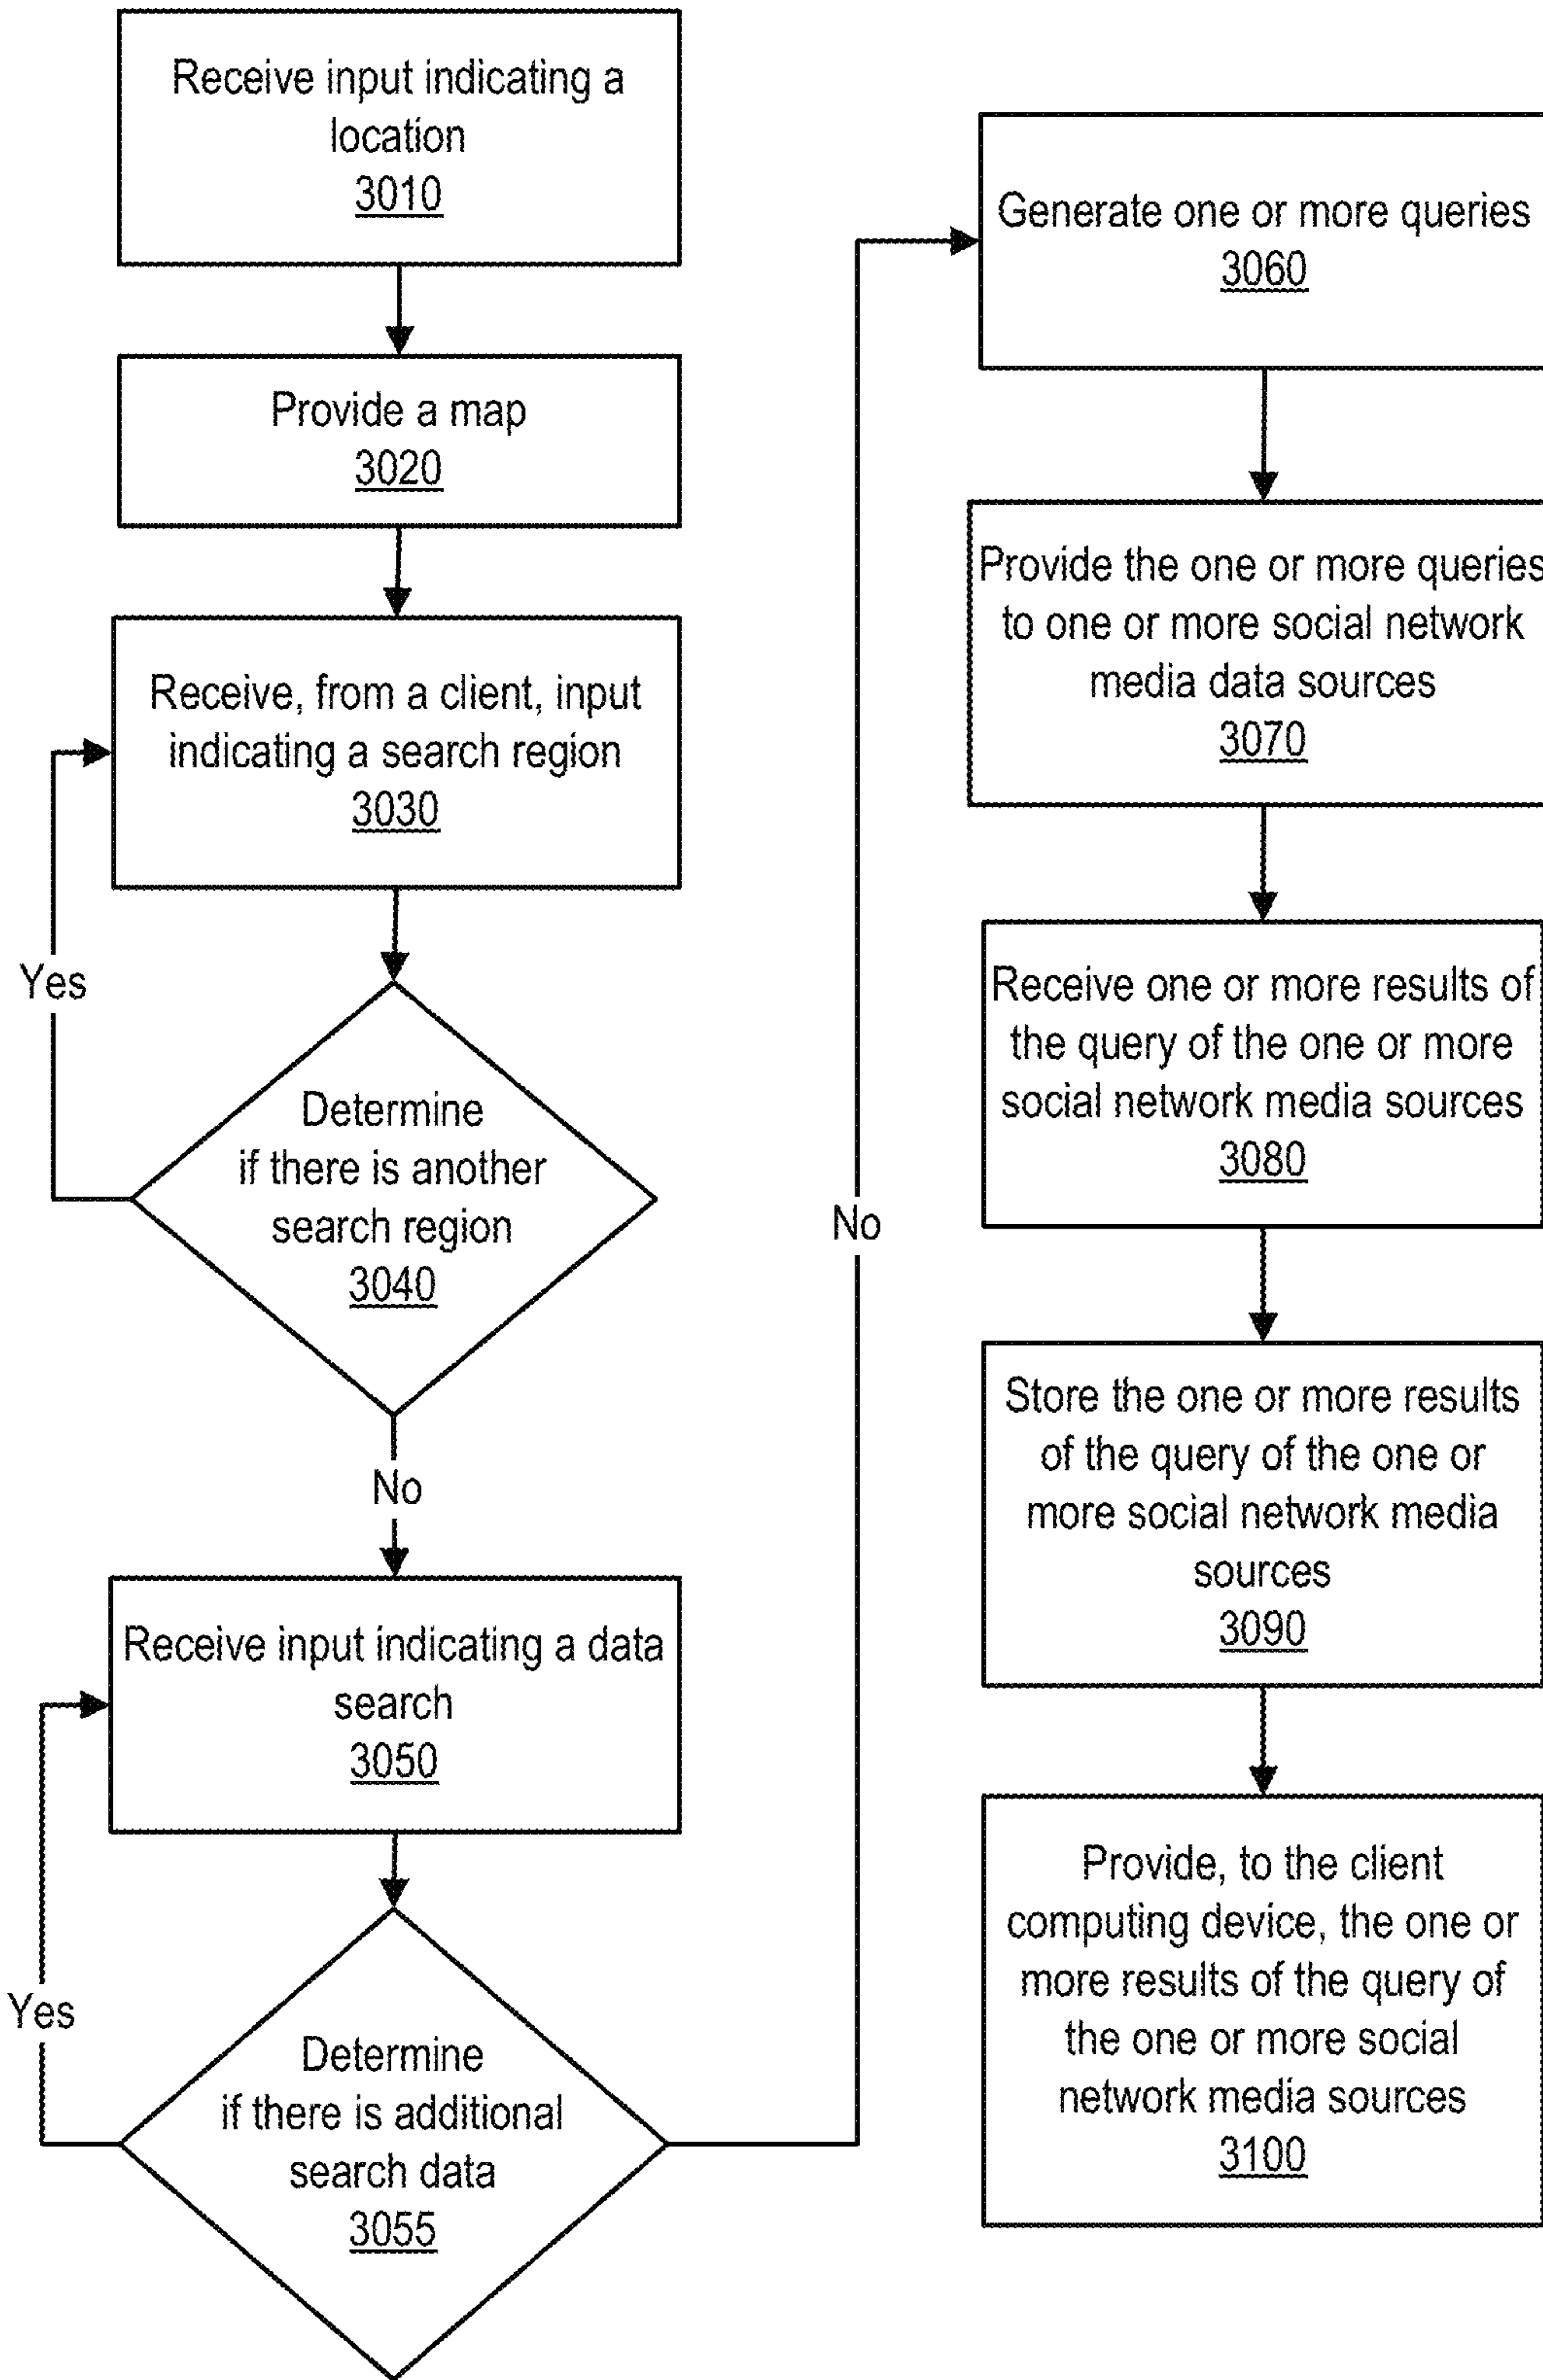 Receive input indicating a
location
3010
Provide a map
3020
Receive, from a client, input
indicating a search region
3030
Yes
Determine
if there is another
search region
3040
No
Receive input indicating a data
search
3050
Yes
Determine
if there is additional
search data
3055
No
Generate one or more queries
3060
Provide the one or more queries
to one or more social network
media data sources
3070
Receive one or more results of
the query of the one or more
social network media sources
3080
Store the one or more results
of the query of the one or
more social network media
sources
3090
Provide, to the client
computing device, the one or
more results of the query of
the one or more social
network media sources
3100